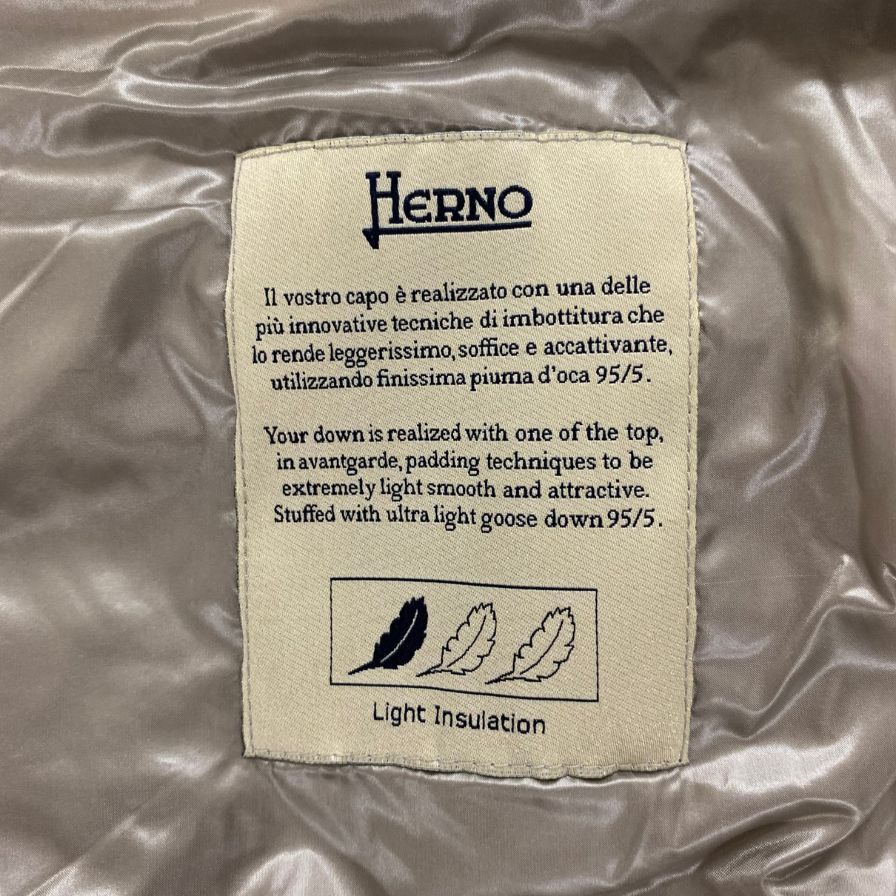 HERNO
Il vostro capo è realizzato con una delle
più innovative tecniche di imbottitura che
lo rende leggerissimo, soffice e accattivante,
utilizzando finissima piuma d'oca 95/5.
Your down is realized with one of the top,
in avantgarde, padding techniques to be
extremely light smooth and attractive.
Stuffed with ultra light goose down 95/5.
Light Insulation